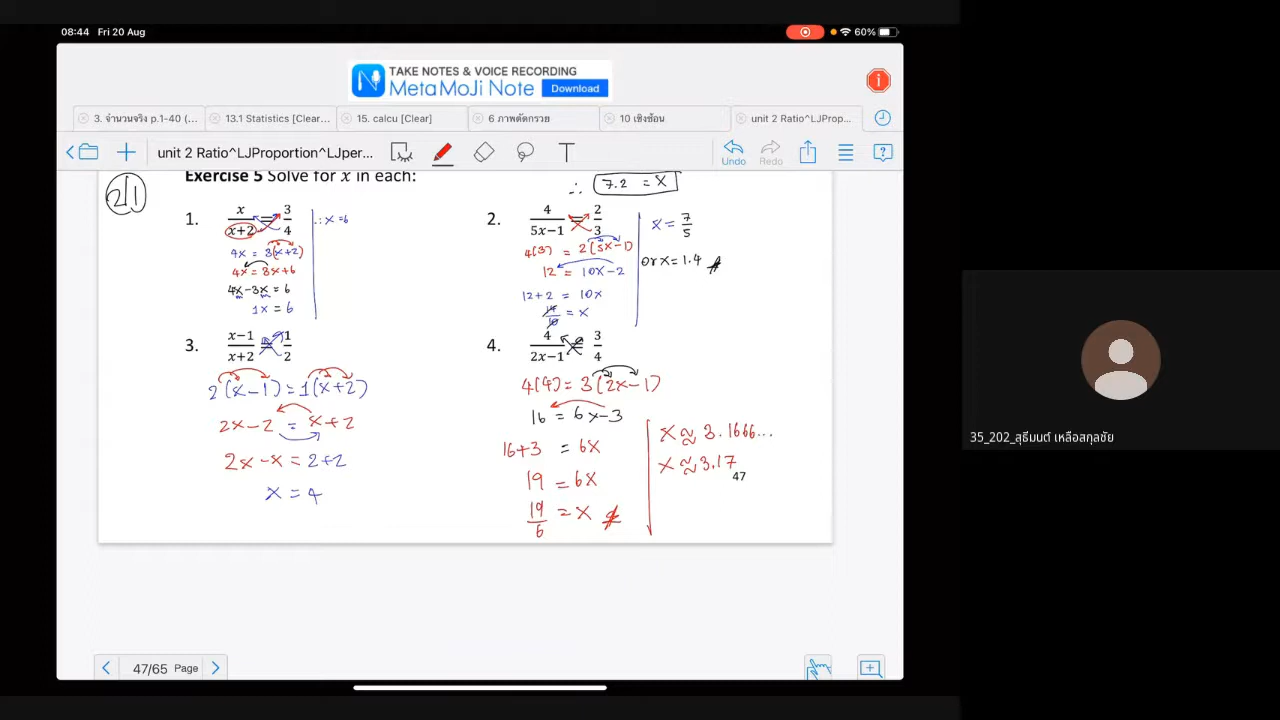 08:44 Fri 20 Aug
60%
TAKE NOTES & VOICE RECORDING
MetaMoJi Note
Download
3. จำนวนจริง p.1-40 (...
13.1 Statistics [Clear...
15. calcu [Clear]
6 ภาพตัดกรวย
10 เชิงซ้อน
unit 2 Ratio^LJProp...
unit 2 Ratio^LJProportion^LJper...
Undo
Redo
2/1
Exercise 5 Solve for x in each:
∴ 7.2 = x
1. x/(x+2) = 3/4
∴ x = 6
4x = 3(x+2)
4x = 3x+6
4x-3x = 6
1x = 6
2. 4/(5x-1) = 2/3
4(3) = 2(5x-1)
12 = 10x-2
12+2 = 10x
14/10 = x
x = 7/5
or x = 1.4
3. (x-1)/(x+2) = 1/2
2(x-1) = 1(x+2)
2x-2 = x+2
2x-x = 2+2
x = 4
4. 4/(2x-1) = 3/4
4(4) = 3(2x-1)
16 = 6x-3
16+3 = 6x
19 = 6x
19/6 = x
x ≈ 3.1666...
x ≈ 3.17
47
47/65 Page
35_202_สุธีมนต์ เหลือสกุลชัย